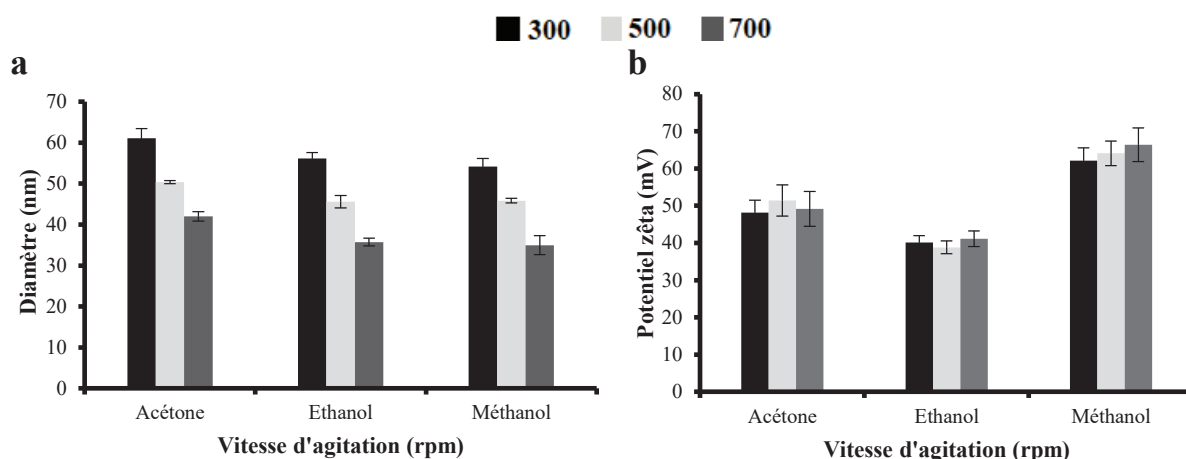 300 500 700
a
70
60
50
40
30
20
10
0
Diamètre (nm)
Acétone Ethanol Méthanol
Vitesse d'agitation (rpm)
b
80
70
60
50
40
30
20
10
0
Potentiel zêta (mV)
Acétone Ethanol Méthanol
Vitesse d'agitation (rpm)